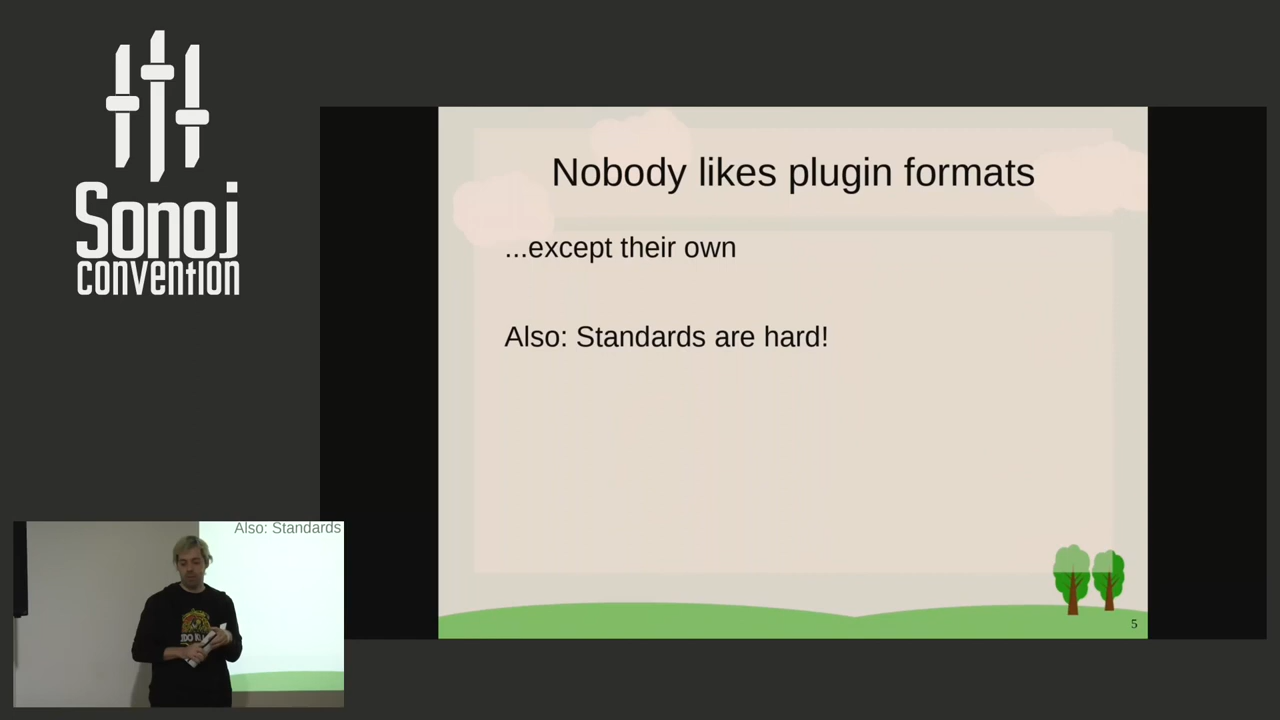 Sonoj
convention
Nobody likes plugin formats
...except their own
Also: Standards are hard!
5
Also: Standards